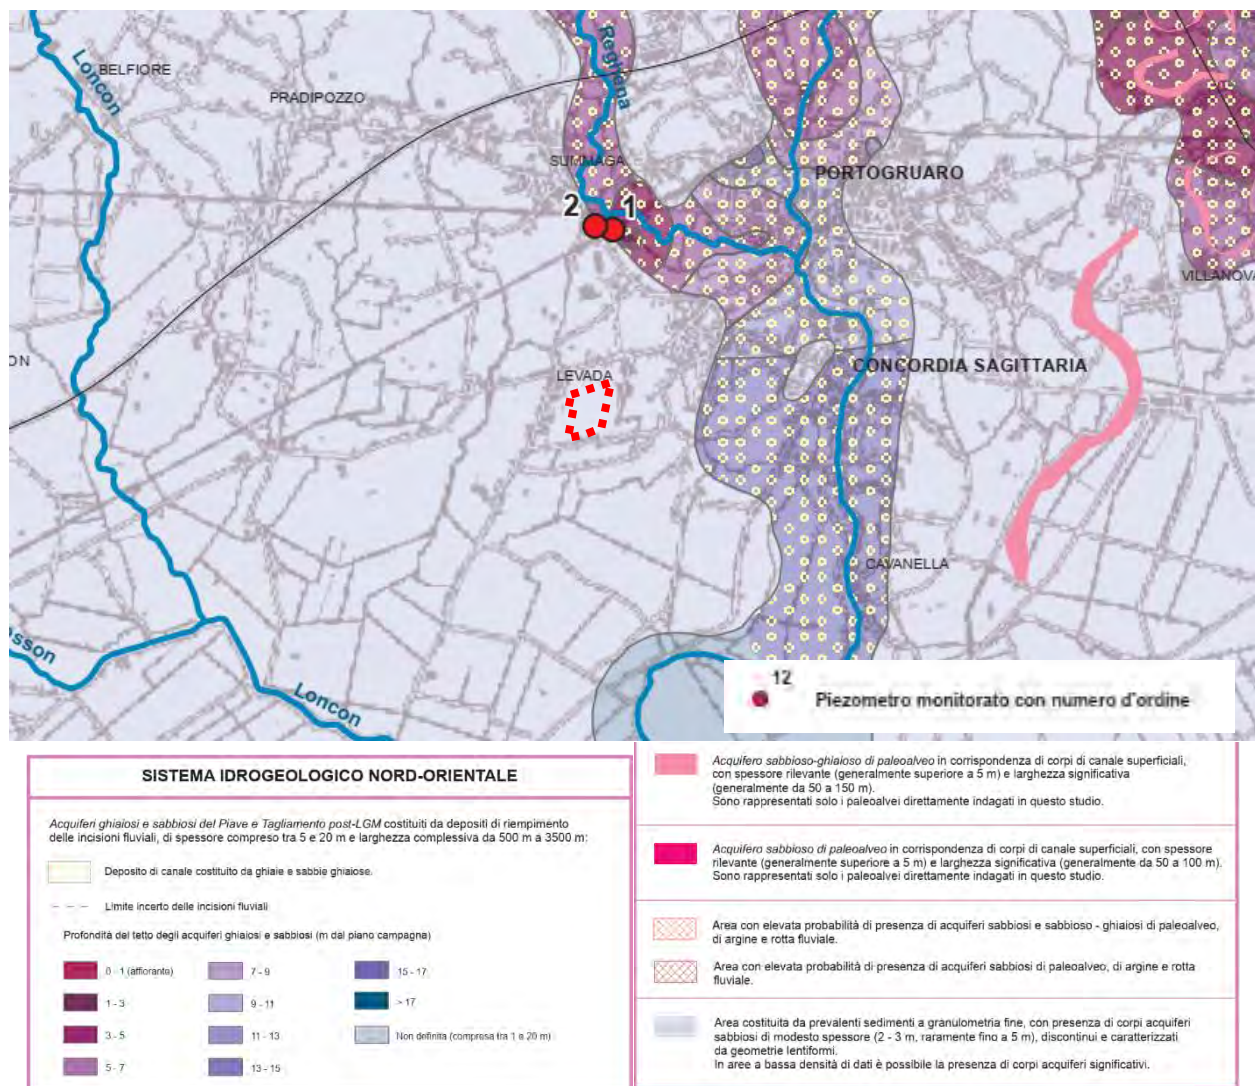 Loncon
BELFIORE
PRADIPOZZO
Reghena
SUMMAGA
PORTOGRUARO
2
1
VILLANOVA
ON
CONCORDIA SAGITTARIA
LEVADA
CAVANELLA
osson
Loncon
12
Piezometro monitorato con numero d'ordine
SISTEMA IDROGEOLOGICO NORD-ORIENTALE
Acquiferi ghiaiosi e sabbiosi del Piave e Tagliamento post-LGM costituiti da depositi di riempimento
delle incisioni fluviali, di spessore compreso tra 5 e 20 m e larghezza complessiva da 500 m a 3500 m:
Deposito di canale costituito da ghiaie e sabbie ghiaiose.
Limite incerto delle incisioni fluviali
Profondità del tetto degli acquiferi ghiaiosi e sabbiosi (m dal piano campagna)
0 - 1 (affiorante)
1 - 3
3 - 5
5 - 7
7 - 9
9 - 11
11 - 13
13 - 15
15 - 17
> 17
Non definita (compresa tra 1 e 20 m)
Acquifero sabbioso-ghiaioso di paleoalveo in corrispondenza di corpi di canale superficiali,
con spessore rilevante (generalmente superiore a 5 m) e larghezza significativa
(generalmente da 50 a 150 m).
Sono rappresentati solo i paleoalvei direttamente indagati in questo studio.
Acquifero sabbioso di paleoalveo in corrispondenza di corpi di canale superficiali, con spessore
rilevante (generalmente superiore a 5 m) e larghezza significativa (generalmente da 50 a 100 m).
Sono rappresentati solo i paleoalvei direttamente indagati in questo studio.
Area con elevata probabilità di presenza di acquiferi sabbiosi e sabbioso - ghiaiosi di paleoalveo,
di argine e rotta fluviale.
Area con elevata probabilità di presenza di acquiferi sabbiosi di paleoalveo, di argine e rotta
fluviale.
Area costituita da prevalenti sedimenti a granulometria fine, con presenza di corpi acquiferi
sabbiosi di modesto spessore (2 - 3 m, raramente fino a 5 m), discontinui e caratterizzati
da geometrie lentiformi.
In aree a bassa densità di dati è possibile la presenza di corpi acquiferi significativi.